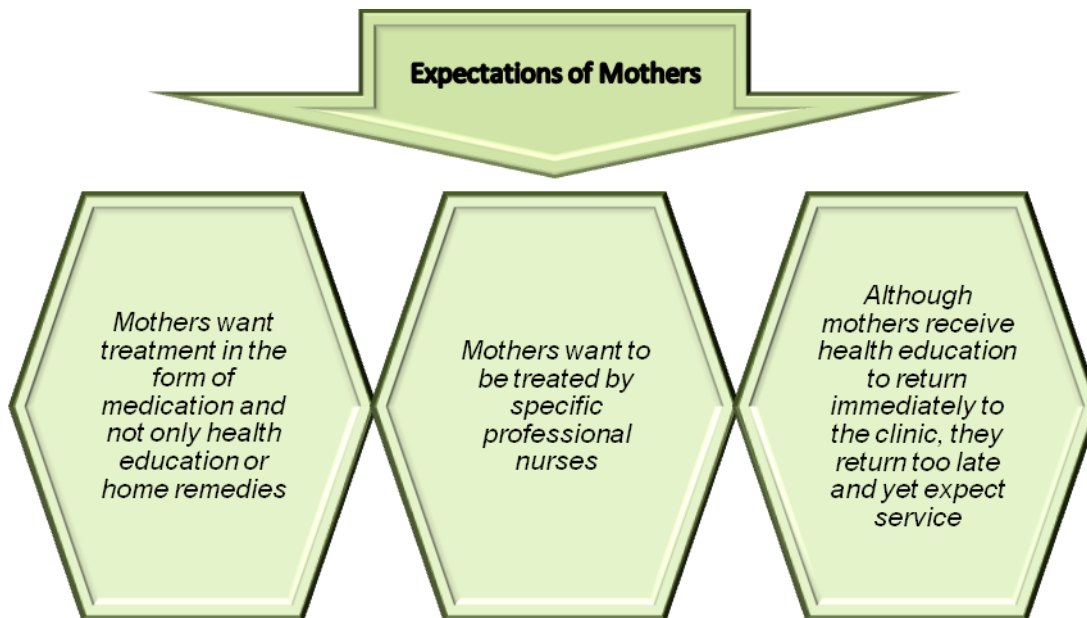 Expectations of Mothers
Mothers want
treatment in the
form of
medication and
not only health
education or
home remedies
Mothers want to
be treated by
specific
professional
nurses
Although
mothers receive
health education
to return
immediately to
the clinic, they
return too late
and yet expect
service